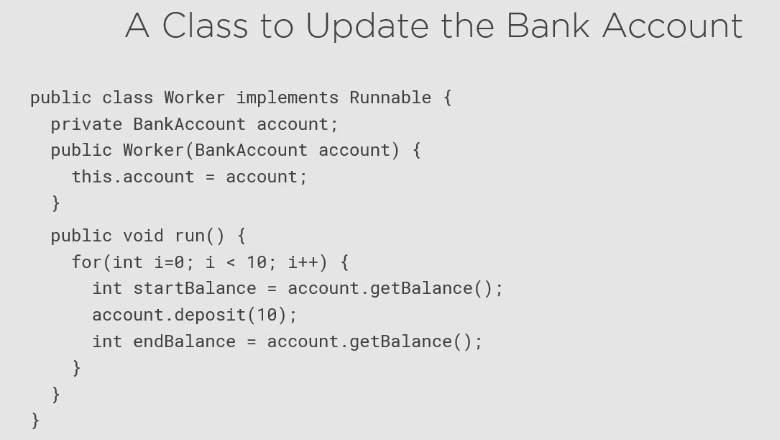 A Class to Update the Bank Account
public class Worker implements Runnable {
  private BankAccount account;
  public Worker(BankAccount account) {
    this.account = account;
  }
  public void run() {
    for(int i=0; i < 10; i++) {
      int startBalance = account.getBalance();
      account.deposit(10);
      int endBalance = account.getBalance();
    }
  }
}